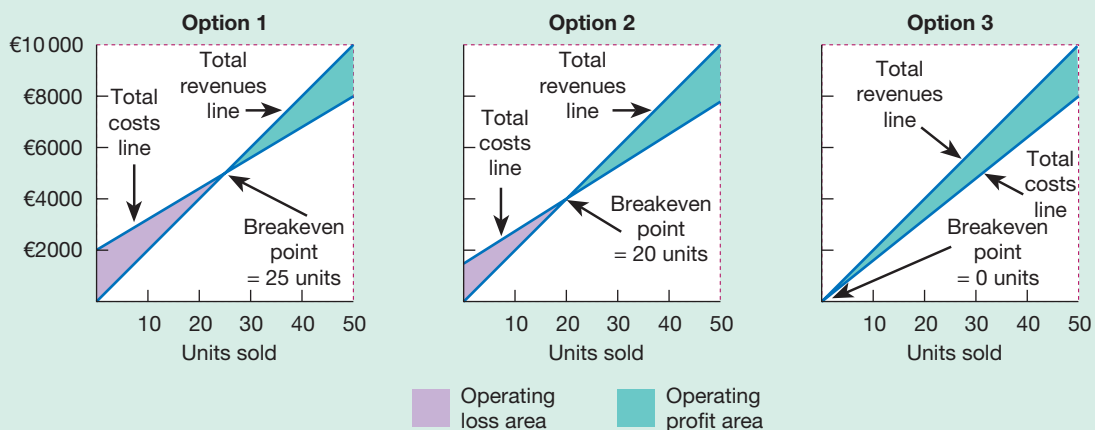 Option 1
€10 000
€8000
€6000
€4000
€2000
Total
revenues
line
Total
costs
line
Breakeven
point
= 25 units
10 20 30 40 50
Units sold
Option 2
Total
revenues
line
Total
costs
line
Breakeven
point
= 20 units
10 20 30 40 50
Units sold
Option 3
Total
revenues
line
Total
costs
line
Breakeven
point
= 0 units
10 20 30 40 50
Units sold
Operating
loss area
Operating
profit area